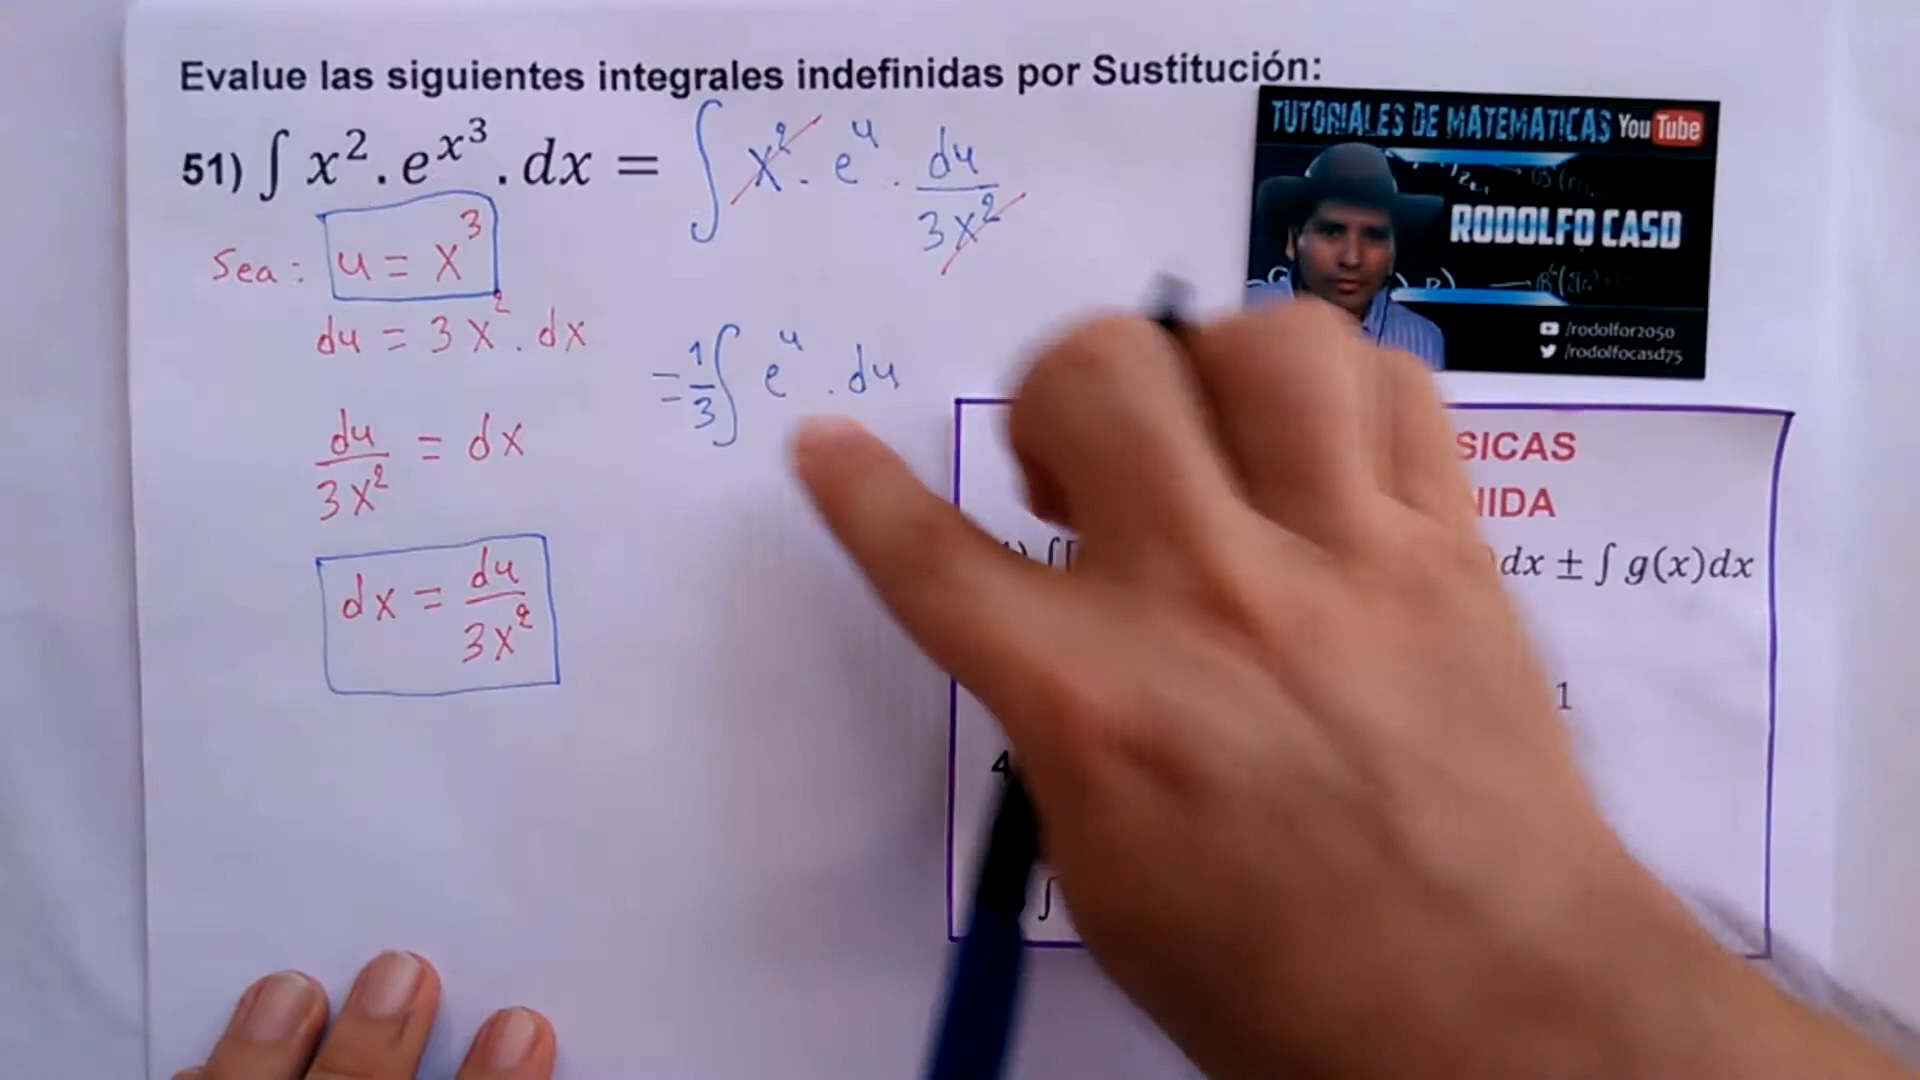 Evalue las siguientes integrales indefinidas por Sustitución:
51) ∫ x². e^{x³} . dx = ∫ x² . e^u . du/3x²
Sea: u = x³
du = 3x² . dx
= 1/3 ∫ e^u . du
du/3x² = dx
dx = du/3x²
TUTORIALES DE MATEMATICAS YouTube
RODOLFO CASD
/rodolfor2050
/rodolfocasd75
SICAS
NIDA
dx ± ∫ g(x)dx
1
4
∫